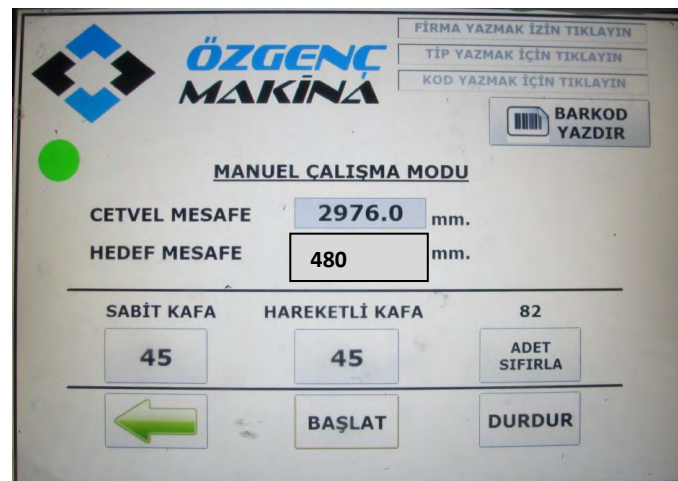 FİRMA YAZMAK İZİN TIKLAYIN
TİP YAZMAK İÇİN TIKLAYIN
KOD YAZMAK İÇİN TIKLAYIN
ÖZGENÇ
MAKİNA
BARKOD
YAZDIR
MANUEL ÇALIŞMA MODU
CETVEL MESAFE 2976.0 mm.
HEDEF MESAFE 480 mm.
SABİT KAFA HAREKETLİ KAFA 82
45 45 ADET
SIFIRLA
BAŞLAT DURDUR